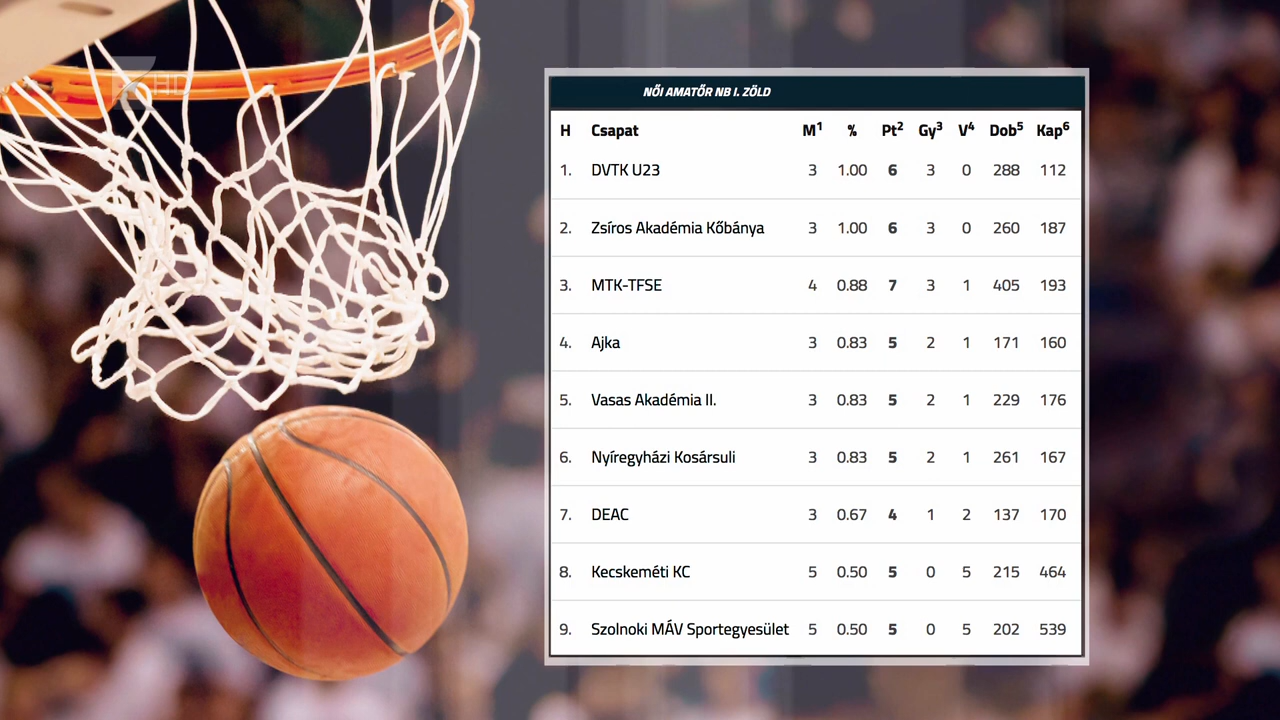 7 HD
NŐI AMATŐR NB I. ZÖLD
H Csapat M¹ % Pt² Gy³ V⁴ Dob⁵ Kap⁶
1. DVTK U23 3 1.00 6 3 0 288 112
2. Zsíros Akadémia Kőbánya 3 1.00 6 3 0 260 187
3. MTK-TFSE 4 0.88 7 3 1 405 193
4. Ajka 3 0.83 5 2 1 171 160
5. Vasas Akadémia II. 3 0.83 5 2 1 229 176
6. Nyíregyházi Kosársuli 3 0.83 5 2 1 261 167
7. DEAC 3 0.67 4 1 2 137 170
8. Kecskeméti KC 5 0.50 5 0 5 215 464
9. Szolnoki MÁV Sportegyesület 5 0.50 5 0 5 202 539